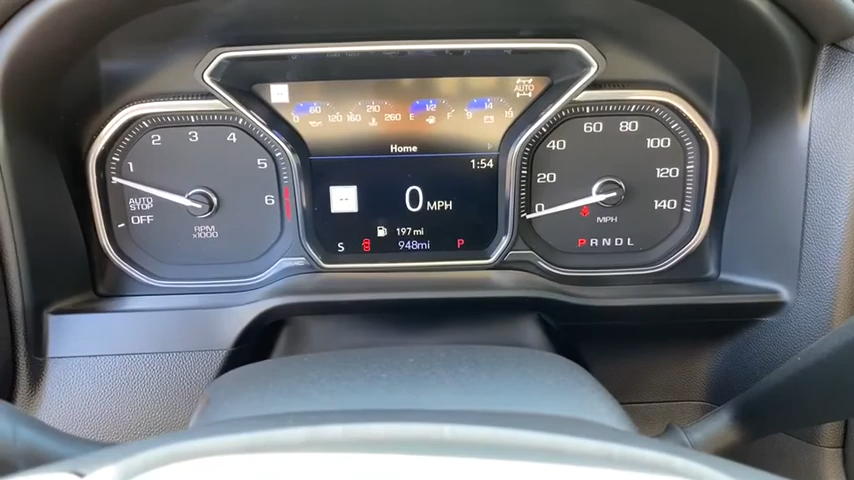 AUTO
0 60 120 160 210 260 E 1/2 F 9 14 19
Home
1:54
0 MPH
197 mi
S 948mi P
1 2 3 4 5 6
AUTO
STOP
OFF
RPM
x1000
0 20 40 60 80 100 120 140
MPH
PRNDL